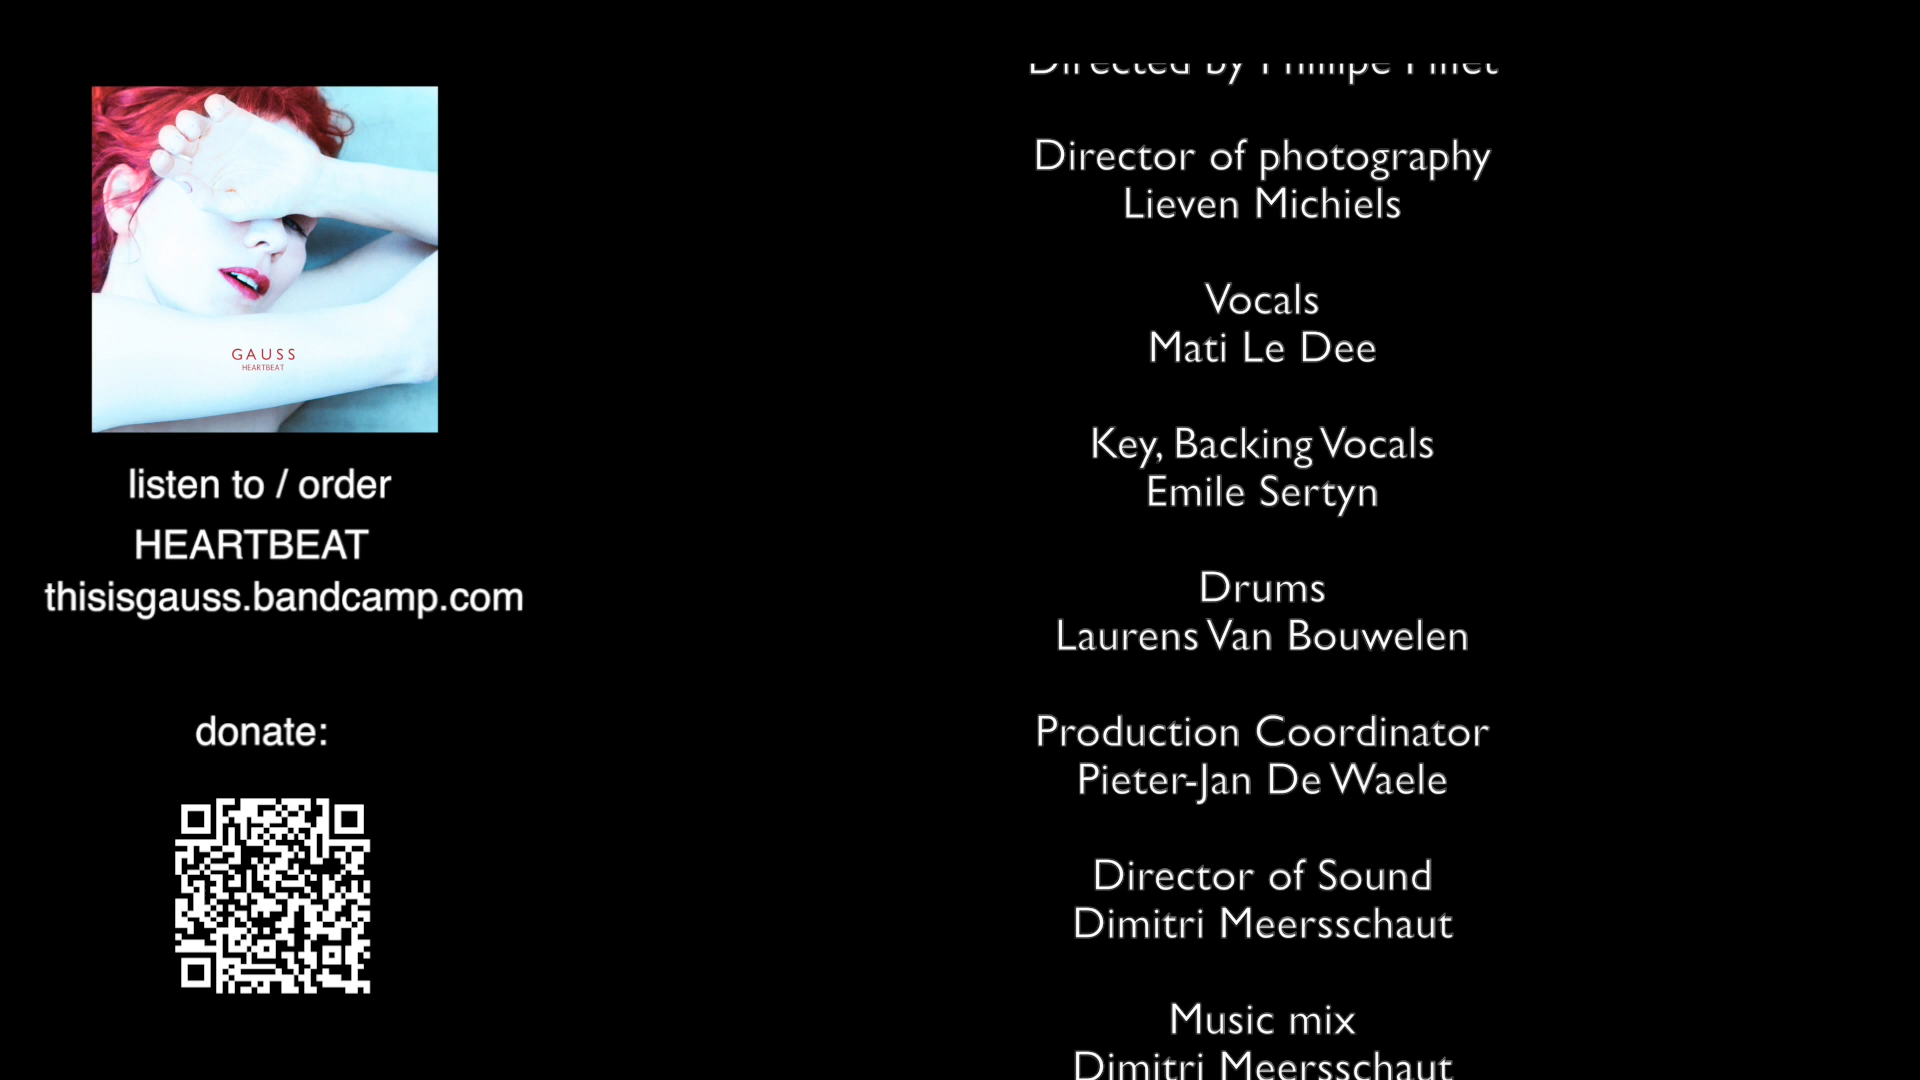 GAUSS
HEARTBEAT
listen to / order
HEARTBEAT
thisisgauss.bandcamp.com
donate:
Directed by
Director of photography
Lieven Michiels
Vocals
Mati Le Dee
Key, Backing Vocals
Emile Sertyn
Drums
Laurens Van Bouwelen
Production Coordinator
Pieter-Jan De Waele
Director of Sound
Dimitri Meersschaut
Music mix
Dimitri Meersschaut